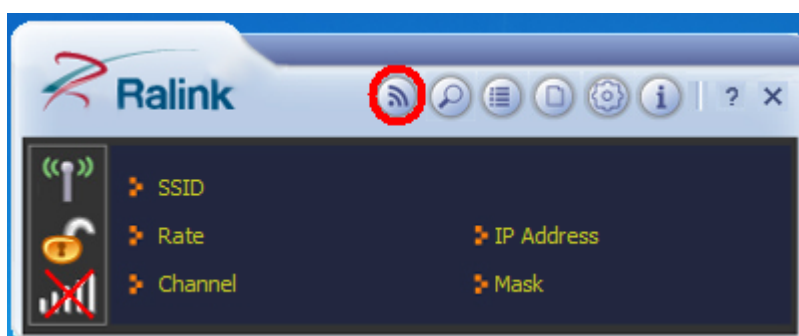 Ralink
i
? ×
SSID
Rate
IP Address
Channel
Mask